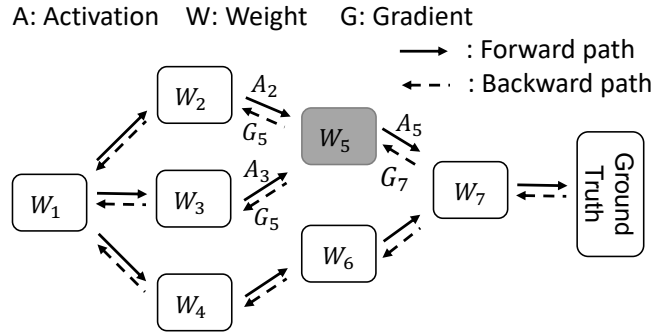 A: Activation W: Weight G: Gradient
: Forward path
: Backward path
W₂
A₂
G₅
W₅
A₅
G₇
W₁
W₃
A₃
G₅
W₇
Ground
Truth
W₆
W₄